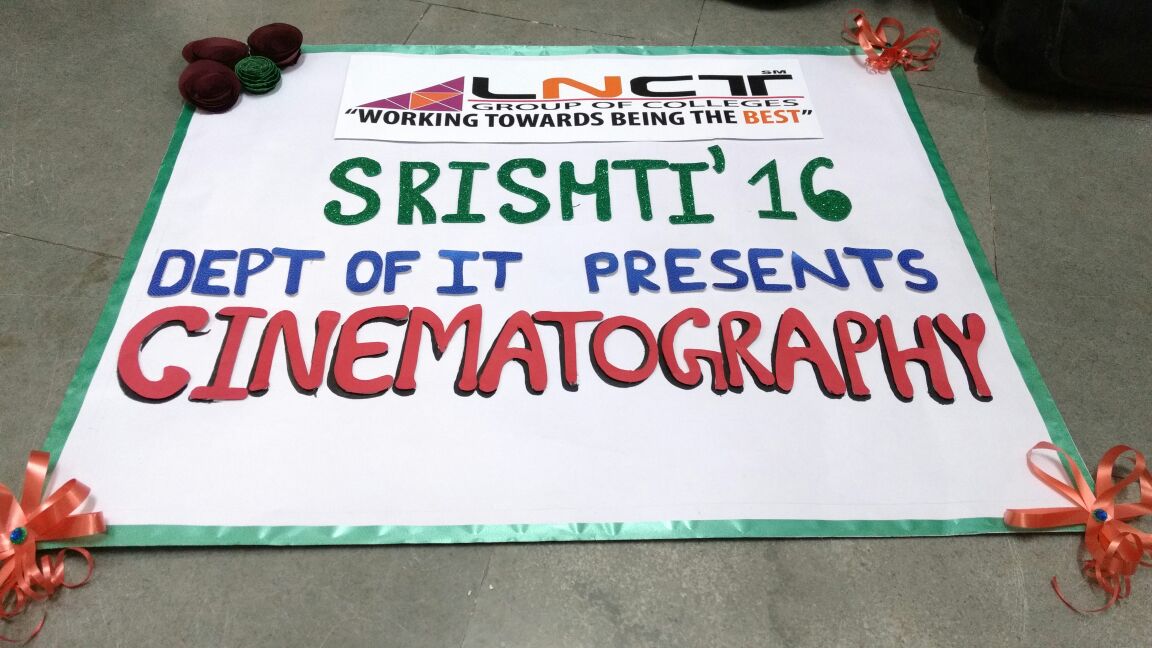 LNCT SM
GROUP OF COLLEGES
"WORKING TOWARDS BEING THE BEST"
SRISHTI'16
DEPT OF IT PRESENTS
CINEMATOGRAPHY